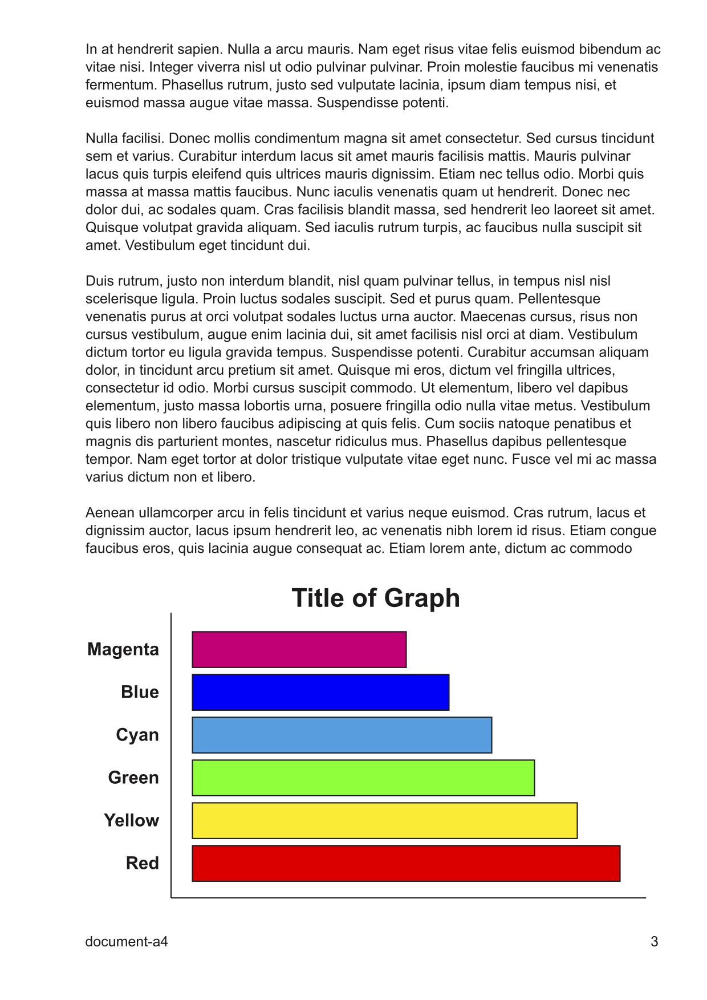 In at hendrerit sapien. Nulla a arcu mauris. Nam eget risus vitae felis euismod bibendum ac
vitae nisi. Integer viverra nisl ut odio pulvinar pulvinar. Proin molestie faucibus mi venenatis
fermentum. Phasellus rutrum, justo sed vulputate lacinia, ipsum diam tempus nisi, et
euismod massa augue vitae massa. Suspendisse potenti.
Nulla facilisi. Donec mollis condimentum magna sit amet consectetur. Sed cursus tincidunt
sem et varius. Curabitur interdum lacus sit amet mauris facilisis mattis. Mauris pulvinar
lacus quis turpis eleifend quis ultrices mauris dignissim. Etiam nec tellus odio. Morbi quis
massa at massa mattis faucibus. Nunc iaculis venenatis quam ut hendrerit. Donec nec
dolor dui, ac sodales quam. Cras facilisis blandit massa, sed hendrerit leo laoreet sit amet.
Quisque volutpat gravida aliquam. Sed iaculis rutrum turpis, ac faucibus nulla suscipit sit
amet. Vestibulum eget tincidunt dui.
Duis rutrum, justo non interdum blandit, nisl quam pulvinar tellus, in tempus nisl nisl
scelerisque ligula. Proin luctus sodales suscipit. Sed et purus quam. Pellentesque
venenatis purus at orci volutpat sodales luctus urna auctor. Maecenas cursus, risus non
cursus vestibulum, augue enim lacinia dui, sit amet facilisis nisl orci at diam. Vestibulum
dictum tortor eu ligula gravida tempus. Suspendisse potenti. Curabitur accumsan aliquam
dolor, in tincidunt arcu pretium sit amet. Quisque mi eros, dictum vel fringilla ultrices,
consectetur id odio. Morbi cursus suscipit commodo. Ut elementum, libero vel dapibus
elementum, justo massa lobortis urna, posuere fringilla odio nulla vitae metus. Vestibulum
quis libero non libero faucibus adipiscing at quis felis. Cum sociis natoque penatibus et
magnis dis parturient montes, nascetur ridiculus mus. Phasellus dapibus pellentesque
tempor. Nam eget tortor at dolor tristique vulputate vitae eget nunc. Fusce vel mi ac massa
varius dictum non et libero.
Aenean ullamcorper arcu in felis tincidunt et varius neque euismod. Cras rutrum, lacus et
dignissim auctor, lacus ipsum hendrerit leo, ac venenatis nibh lorem id risus. Etiam congue
faucibus eros, quis lacinia augue consequat ac. Etiam lorem ante, dictum ac commodo
Title of Graph
Magenta
Blue
Cyan
Green
Yellow
Red
document-a4 3